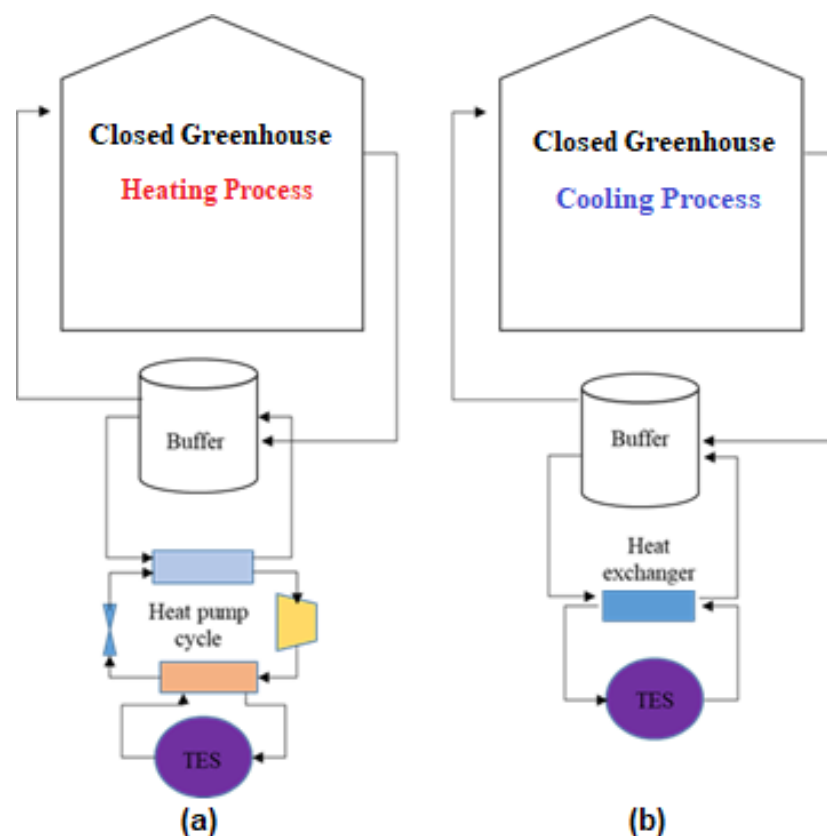 Closed Greenhouse
Heating Process
Buffer
Heat pump
cycle
TES
(a)
Closed Greenhouse
Cooling Process
Buffer
Heat
exchanger
TES
(b)